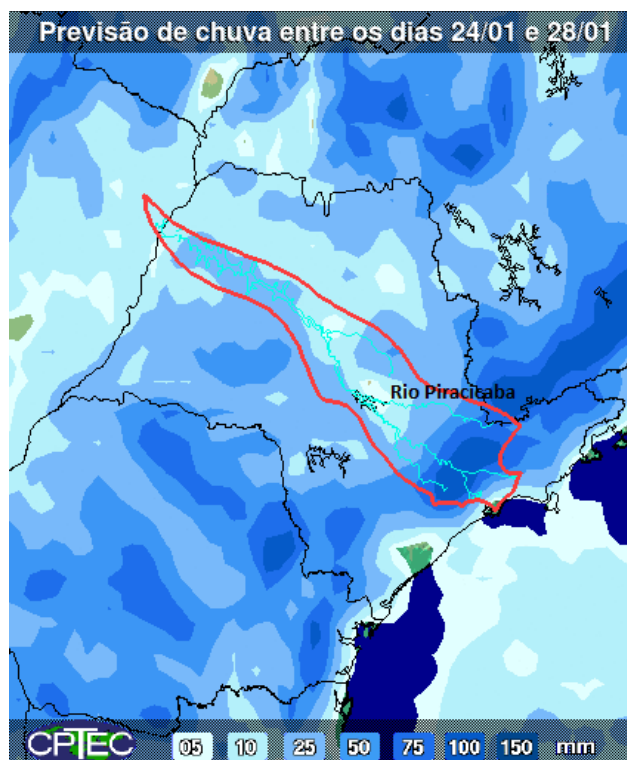 Previsão de chuva entre os dias 24/01 e 28/01
Rio Piracicaba
CPTEC 05 10 25 50 75 100 150 mm